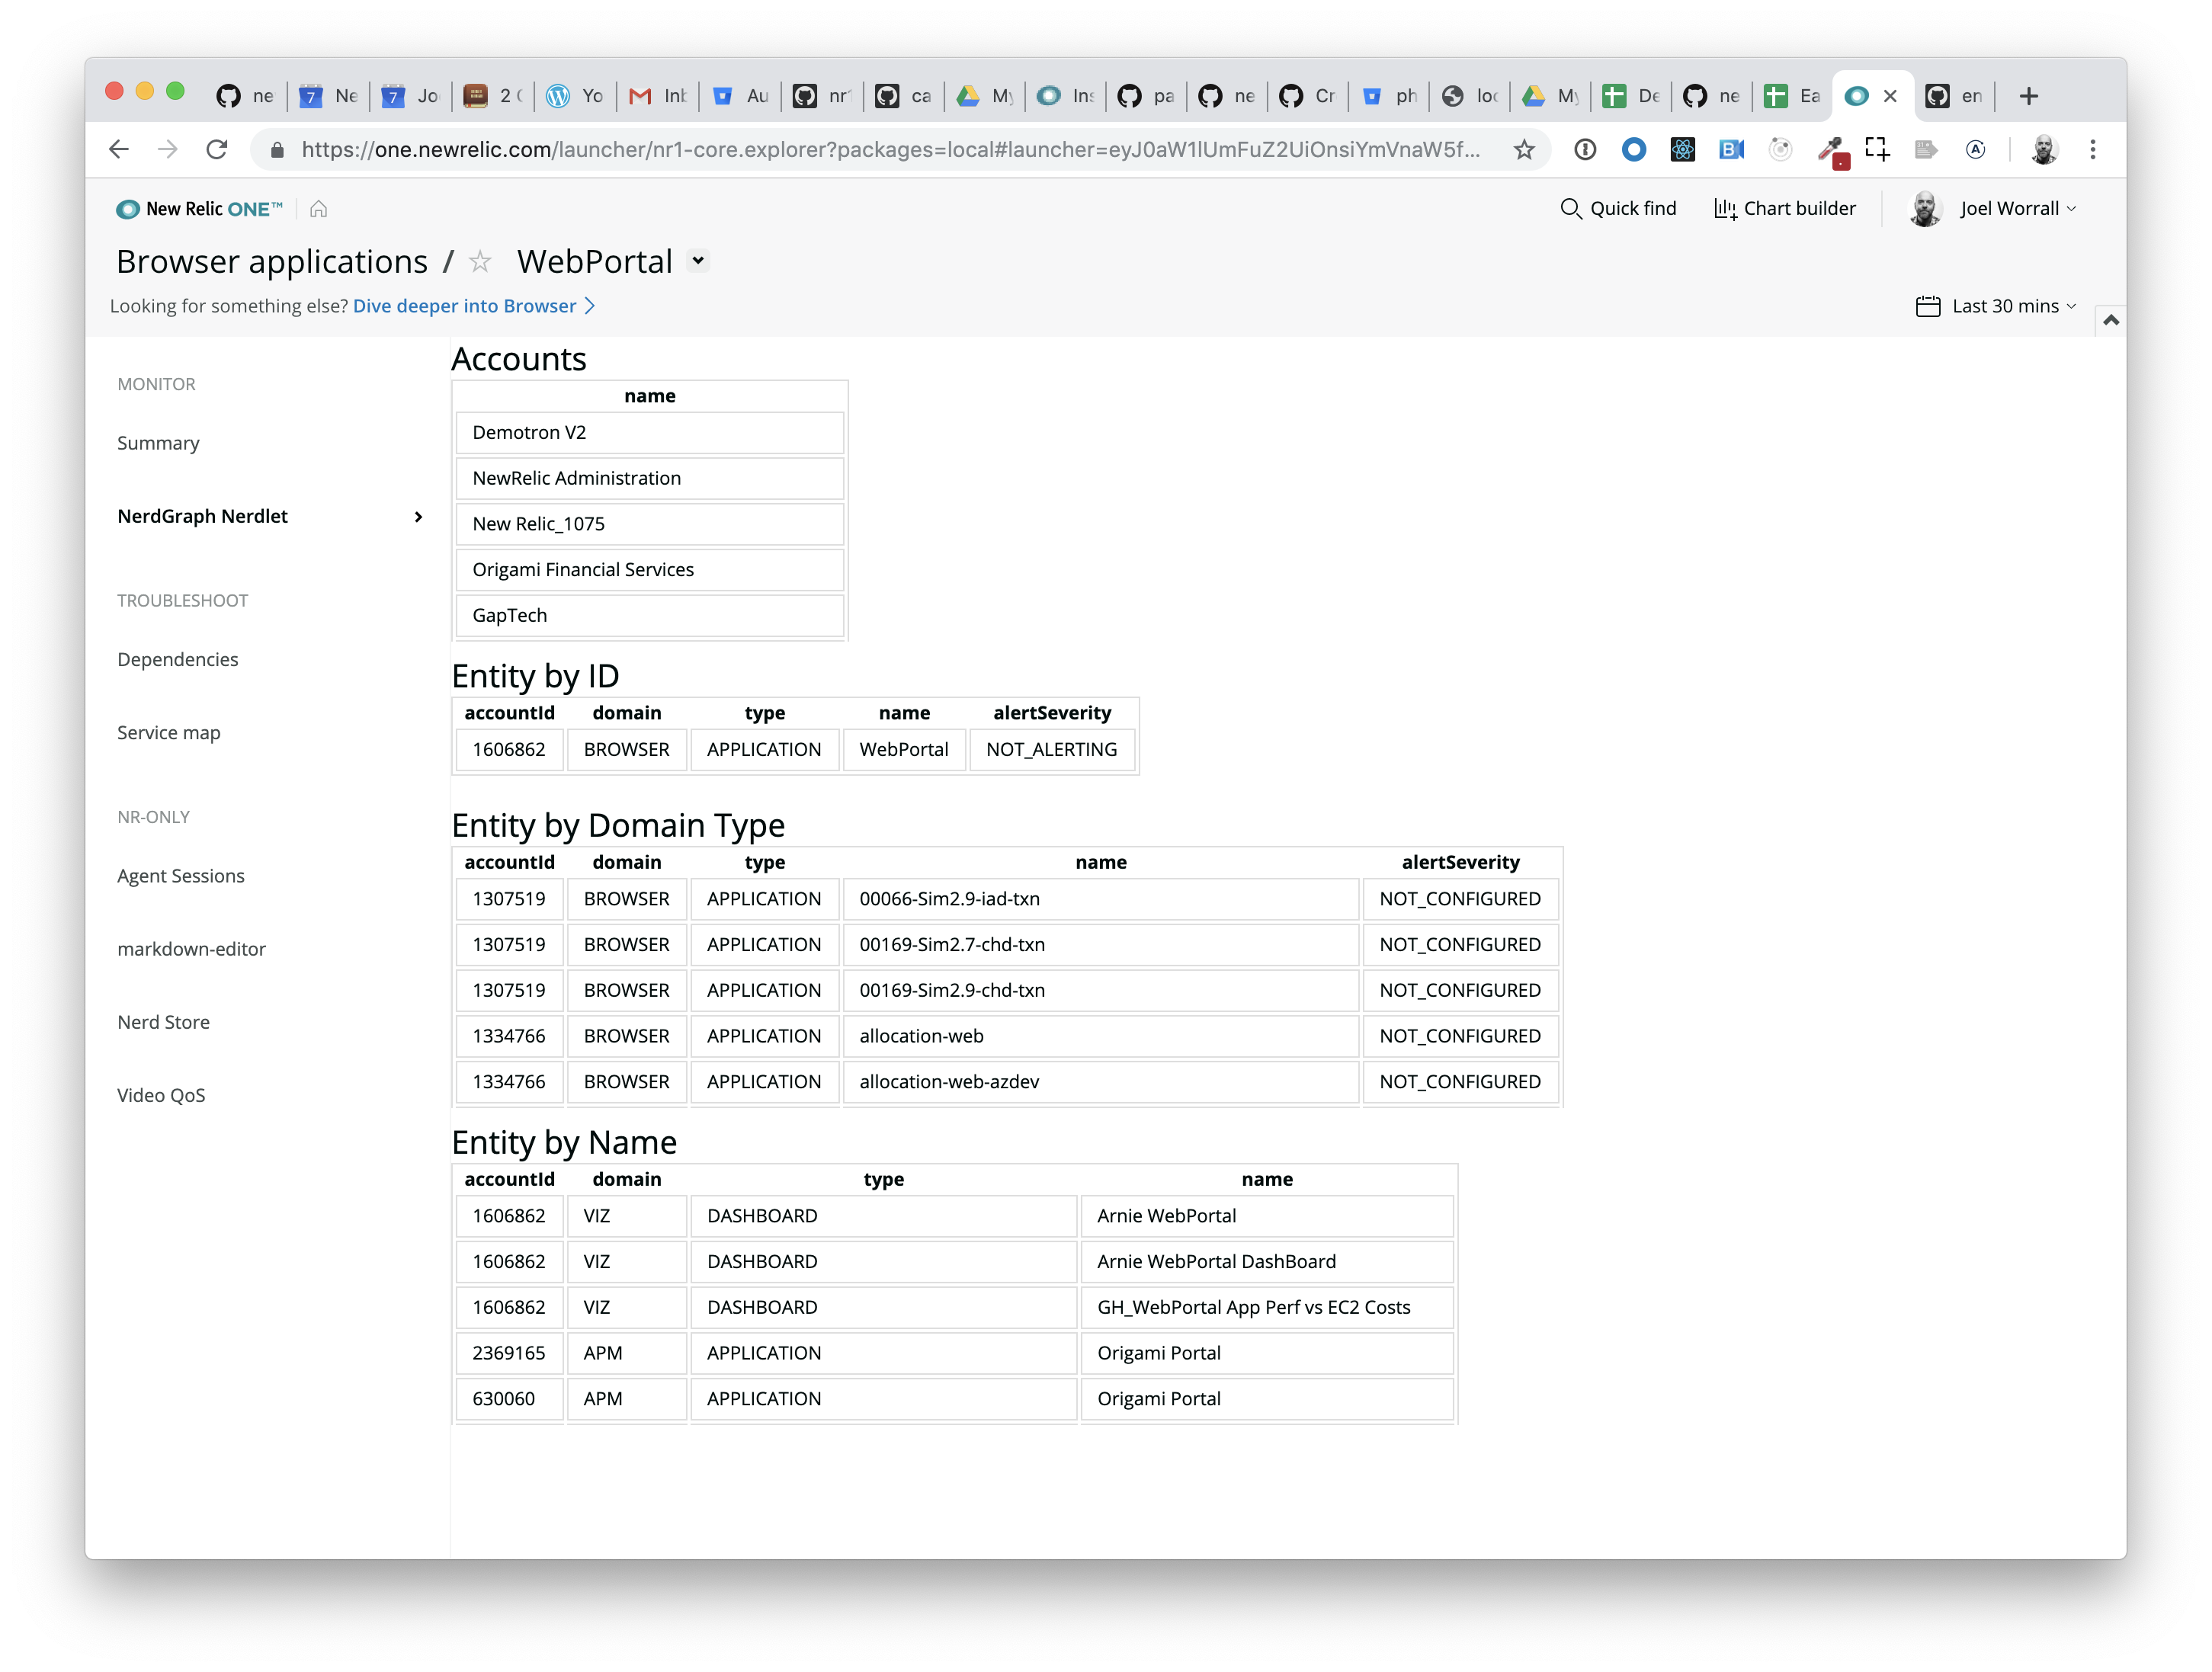 ne 7 Ne 7 Jo 2 Yo Inb Au nr1 ca My Ins pa ne Cr ph loc My De ne Ea en
https://one.newrelic.com/launcher/nr1-core.explorer?packages=local#launcher=eyJ0aW1lUmFuZ2UiOnsiYmVnaW5f...
New Relic ONE™
Quick find
Chart builder
Joel Worrall
Browser applications / WebPortal
Looking for something else? Dive deeper into Browser
Last 30 mins
MONITOR
Summary
NerdGraph Nerdlet
TROUBLESHOOT
Dependencies
Service map
NR-ONLY
Agent Sessions
markdown-editor
Nerd Store
Video QoS
Accounts
name
Demotron V2
NewRelic Administration
New Relic_1075
Origami Financial Services
GapTech
Entity by ID
accountId domain type name alertSeverity
1606862 BROWSER APPLICATION WebPortal NOT_ALERTING
Entity by Domain Type
accountId domain type name alertSeverity
1307519 BROWSER APPLICATION 00066-Sim2.9-iad-txn NOT_CONFIGURED
1307519 BROWSER APPLICATION 00169-Sim2.7-chd-txn NOT_CONFIGURED
1307519 BROWSER APPLICATION 00169-Sim2.9-chd-txn NOT_CONFIGURED
1334766 BROWSER APPLICATION allocation-web NOT_CONFIGURED
1334766 BROWSER APPLICATION allocation-web-azdev NOT_CONFIGURED
Entity by Name
accountId domain type name
1606862 VIZ DASHBOARD Arnie WebPortal
1606862 VIZ DASHBOARD Arnie WebPortal DashBoard
1606862 VIZ DASHBOARD GH_WebPortal App Perf vs EC2 Costs
2369165 APM APPLICATION Origami Portal
630060 APM APPLICATION Origami Portal